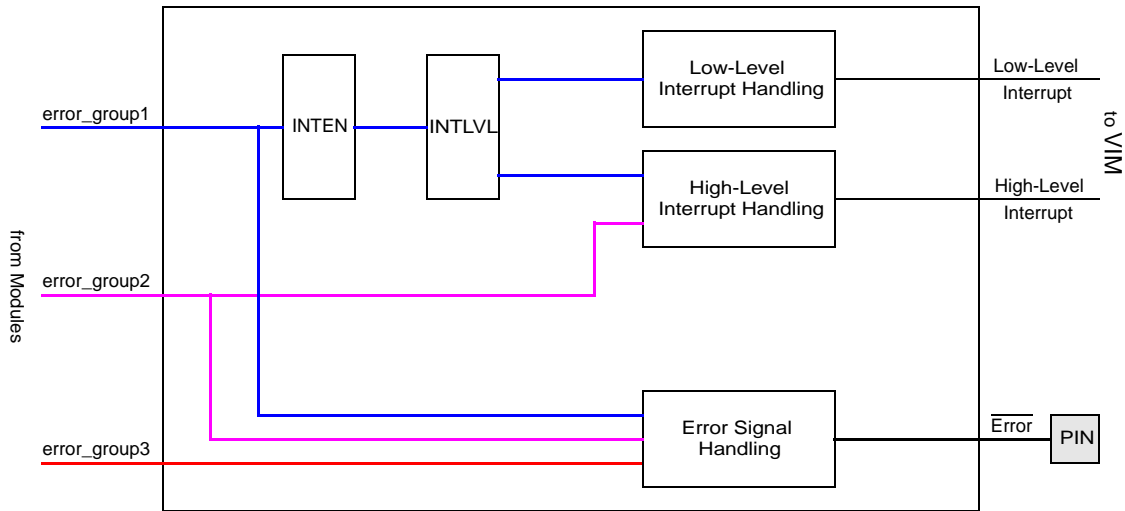 Low-Level
Interrupt Handling
Low-Level
Interrupt
error_group1
INTEN
INTLVL
to VIM
High-Level
Interrupt Handling
High-Level
Interrupt
from Modules
error_group2
Error Signal
Handling
Error
PIN
error_group3